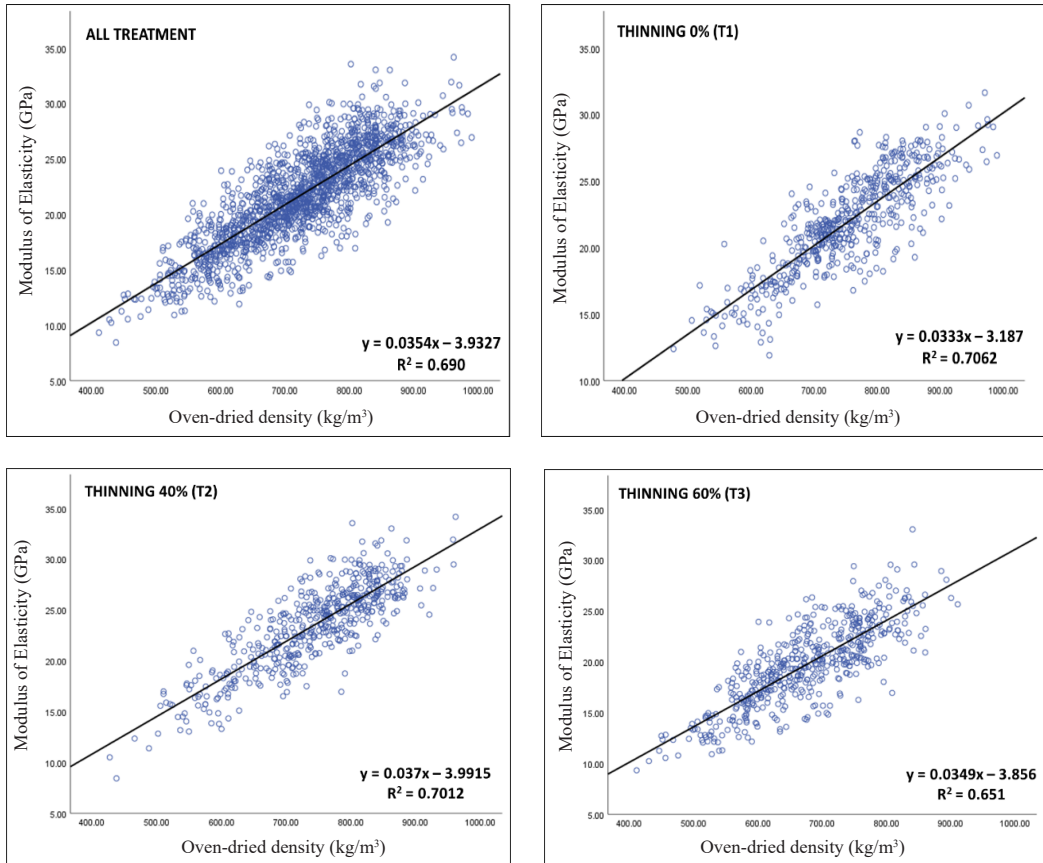 ALL TREATMENT
Modulus of Elasticity (GPa)
35.00
30.00
25.00
20.00
15.00
10.00
5.00
y = 0.0354x – 3.9327
R² = 0.690
400.00 500.00 600.00 700.00 800.00 900.00 1000.00
Oven-dried density (kg/m³)
THINNING 0% (T1)
Modulus of Elasticity (GPa)
35.00
30.00
25.00
20.00
15.00
10.00
y = 0.0333x – 3.187
R² = 0.7062
400.00 500.00 600.00 700.00 800.00 900.00 1000.00
Oven-dried density (kg/m³)
THINNING 40% (T2)
Modulus of Elasticity (GPa)
35.00
30.00
25.00
20.00
15.00
10.00
5.00
y = 0.037x – 3.9915
R² = 0.7012
400.00 500.00 600.00 700.00 800.00 900.00 1000.00
Oven-dried density (kg/m³)
THINNING 60% (T3)
Modulus of Elasticity (GPa)
35.00
30.00
25.00
20.00
15.00
10.00
5.00
y = 0.0349x – 3.856
R² = 0.651
400.00 500.00 600.00 700.00 800.00 900.00 1000.00
Oven-dried density (kg/m³)